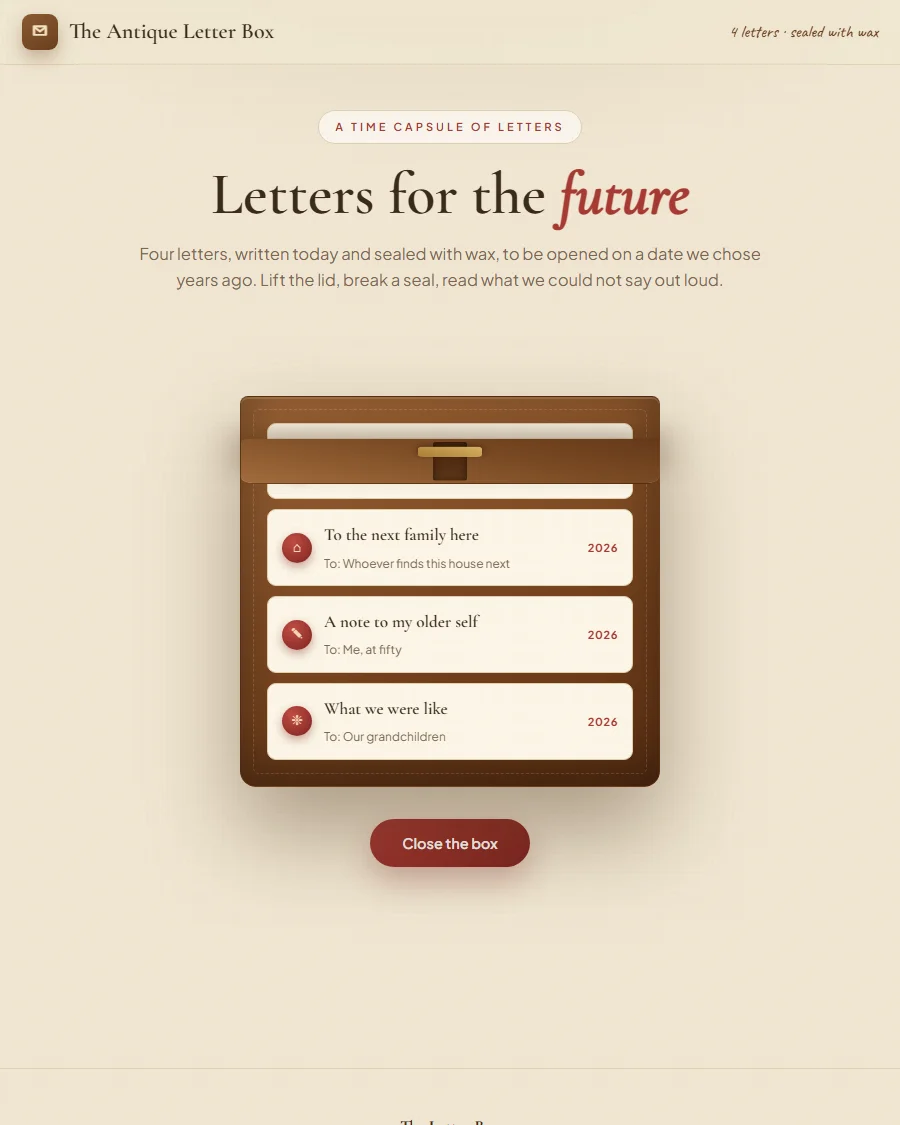 The Antique Letter Box
4 letters · sealed with wax
A TIME CAPSULE OF LETTERS
Letters for the future
Four letters, written today and sealed with wax, to be opened on a date we chose
years ago. Lift the lid, break a seal, read what we could not say out loud.
To the next family here
To: Whoever finds this house next
2026
A note to my older self
To: Me, at fifty
2026
What we were like
To: Our grandchildren
2026
Close the box